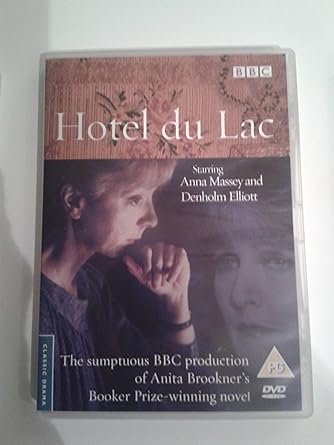 BBC
Hotel du Lac
Starring
Anna Massey and
Denholm Elliott
CLASSIC DRAMA
The sumptuous BBC production
of Anita Brookner's
Booker Prize-winning novel
PG
DVD